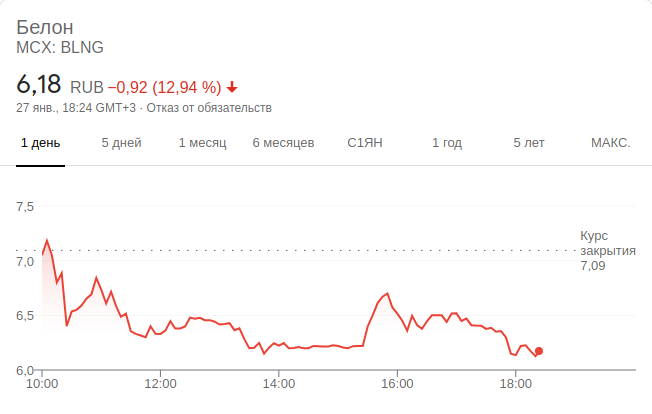 Белон
MCX: BLNG
6,18 RUB −0,92 (12,94 %)
27 янв., 18:24 GMT+3 · Отказ от обязательств
1 день 5 дней 1 месяц 6 месяцев С1ЯН 1 год 5 лет МАКС.
7,5
Курс
закрытия
7,09
7,0
6,5
6,0
10:00 12:00 14:00 16:00 18:00